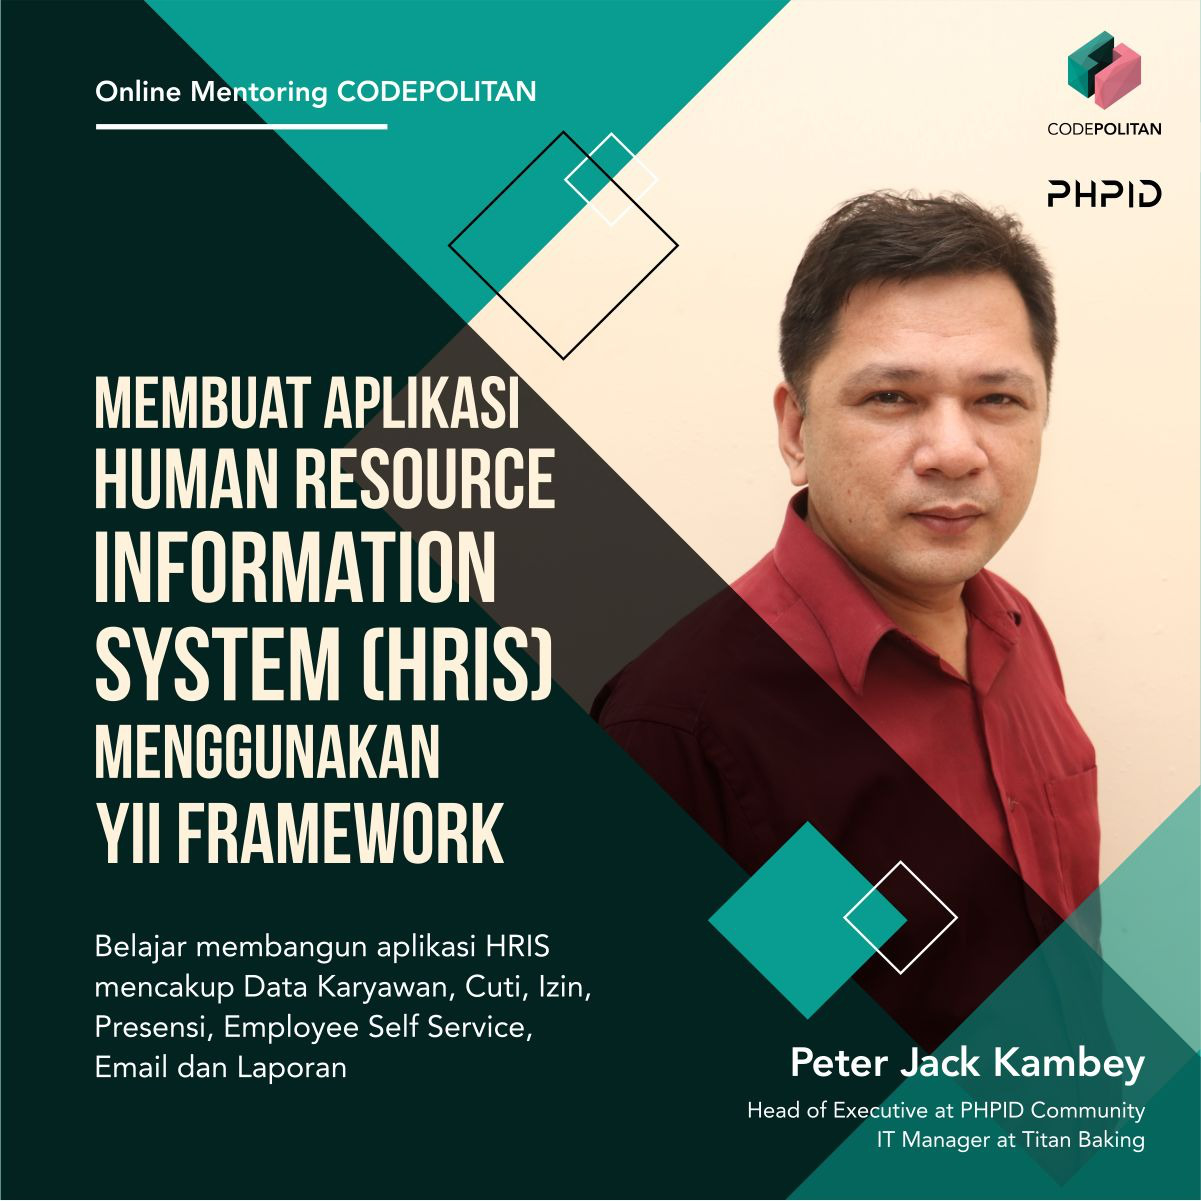 Online Mentoring CODEPOLITAN
CODEPOLITAN
PHPID
MEMBUAT APLIKASI
HUMAN RESOURCE
INFORMATION
SYSTEM (HRIS)
MENGGUNAKAN
YII FRAMEWORK
Belajar membangun aplikasi HRIS
mencakup Data Karyawan, Cuti, Izin,
Presensi, Employee Self Service,
Email dan Laporan
Peter Jack Kambey
Head of Executive at PHPID Community
IT Manager at Titan Baking